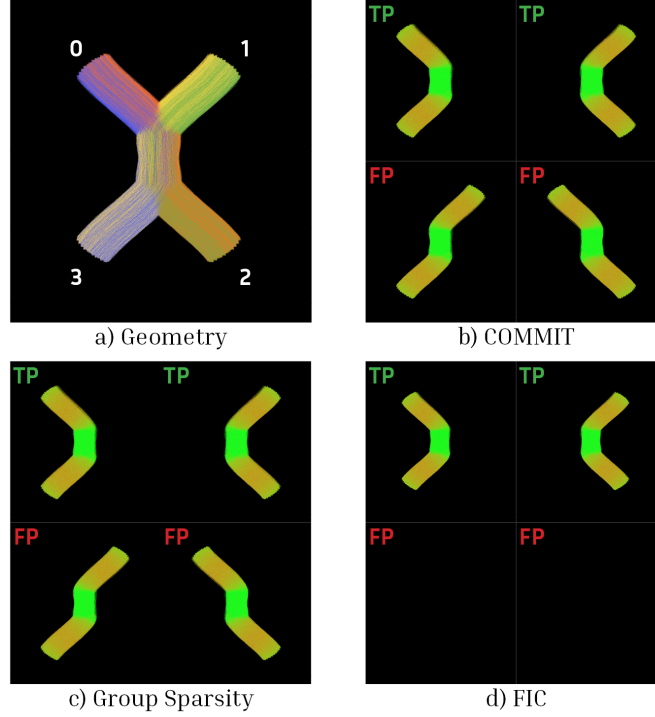 0 1
3 2
a) Geometry
TP TP
FP FP
b) COMMIT
TP TP
FP FP
c) Group Sparsity
TP TP
FP FP
d) FIC